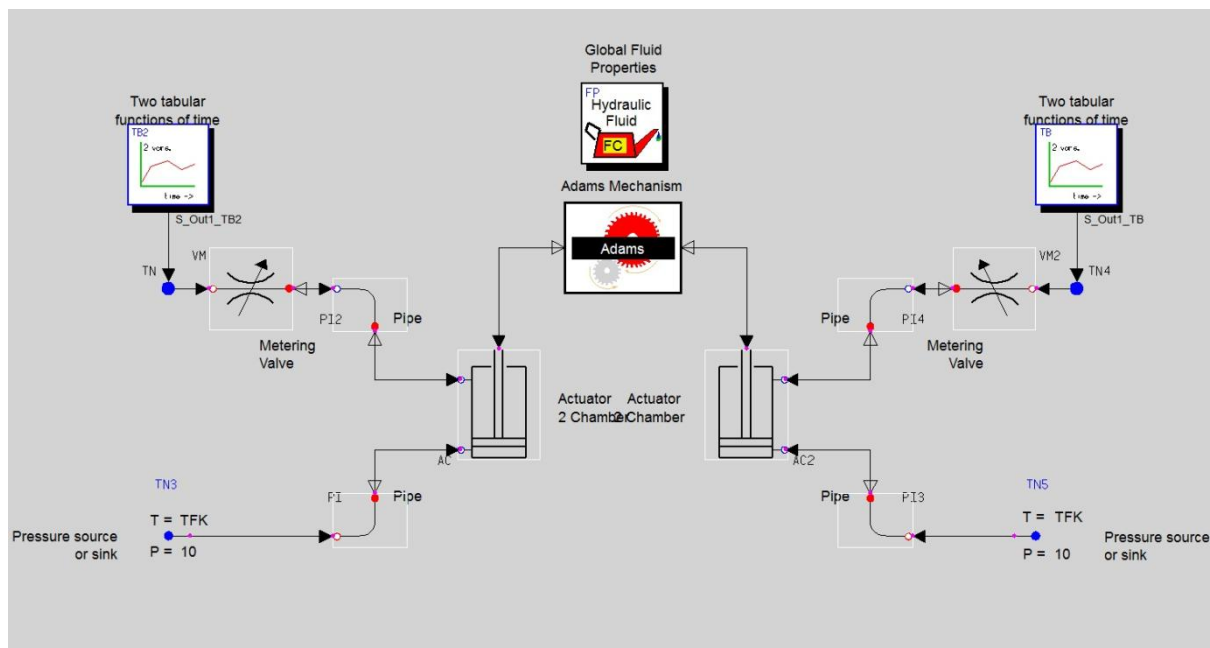 Global Fluid
Properties
FP
Hydraulic
Fluid
FC
Two tabular
functions of time
TB2
2 vars.
time ->
S_Out1_TB2
Two tabular
functions of time
TB
2 vars.
time ->
S_Out1_TB
Adams Mechanism
Adams
TN
VM
PI2
Pipe
Metering
Valve
VM2
TN4
Pipe
PI4
Metering
Valve
Actuator
2 Chamber
Actuator
2 Chamber
AC
AC2
TN3
PI
Pipe
T = TFK
P = 10
Pressure source
or sink
Pipe
PI3
TN5
T = TFK
P = 10
Pressure source
or sink